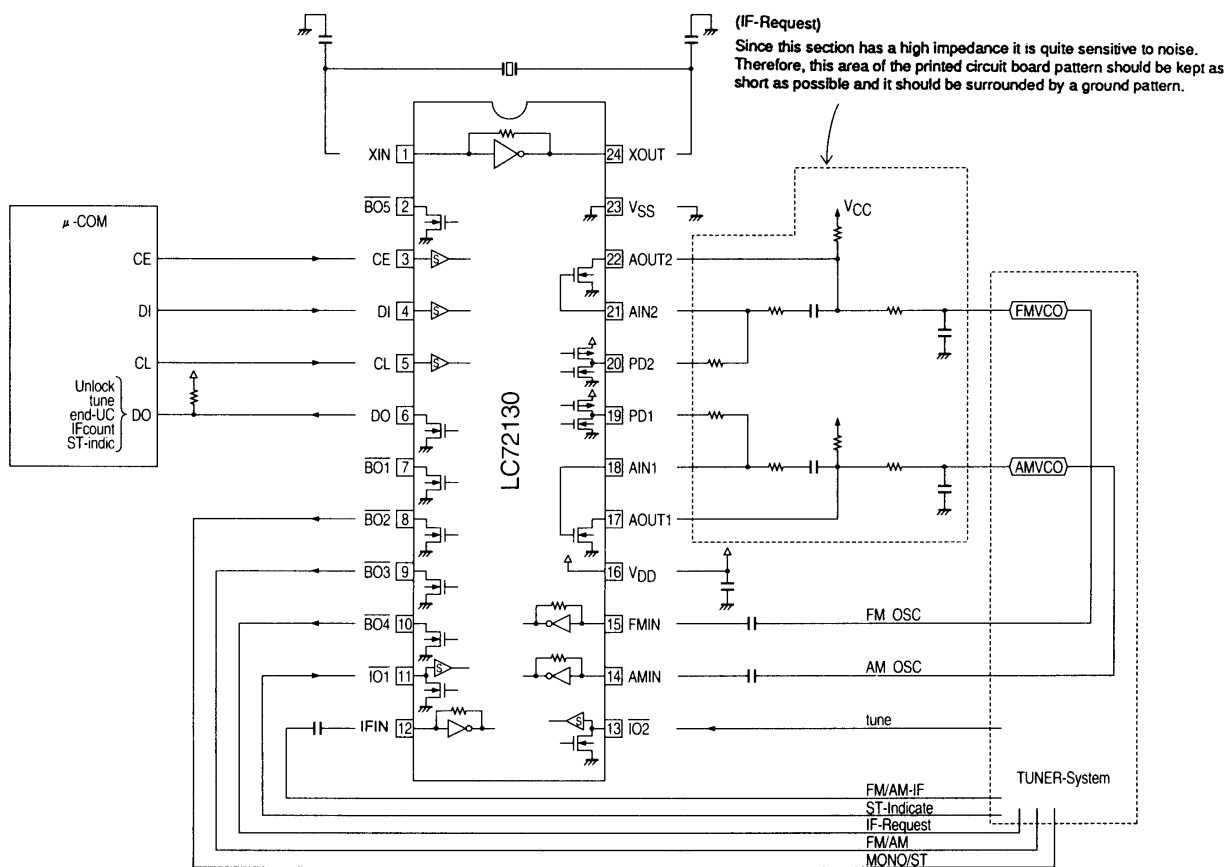 (IF-Request)
Since this section has a high impedance it is quite sensitive to noise.
Therefore, this area of the printed circuit board pattern should be kept as
short as possible and it should be surrounded by a ground pattern.
XIN 1
24 XOUT
BO5 2
23 VSS
VCC
μ-COM
CE
CE 3
S
22 AOUT2
DI
DI 4
S
21 AIN2
FMVCO
CL
CL 5
S
20 PD2
Unlock
tune
end-UC
IFcount
ST-indic
DO
DO 6
19 PD1
LC72130
BO1 7
18 AIN1
AMVCO
BO2 8
17 AOUT1
BO3 9
16 VDD
BO4 10
15 FMIN
FM OSC
IO1 11
S
14 AMIN
AM OSC
IFIN 12
S
13 IO2
tune
TUNER-System
FM/AM-IF
ST-Indicate
IF-Request
FM/AM
MONO/ST